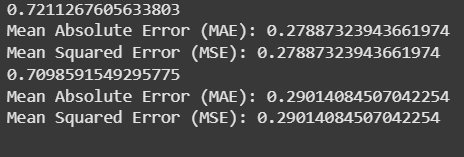 0.7211267605633803
Mean Absolute Error (MAE): 0.27887323943661974
Mean Squared Error (MSE): 0.27887323943661974
0.7098591549295775
Mean Absolute Error (MAE): 0.29014084507042254
Mean Squared Error (MSE): 0.29014084507042254